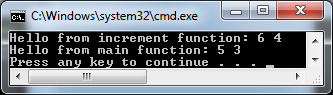 C:\Windows\system32\cmd.exe
Hello from increment function: 6 4
Hello from main function: 5 3
Press any key to continue . . .